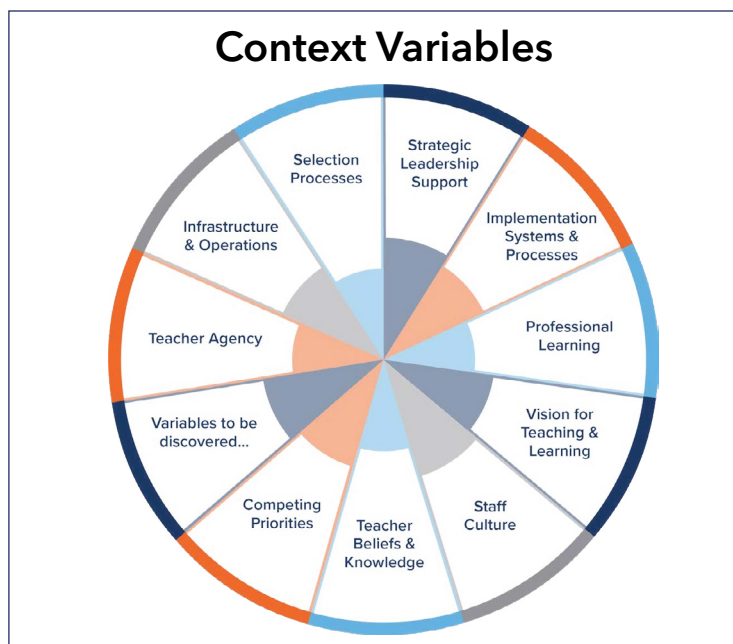 Context Variables
Strategic
Leadership
Support
Implementation
Systems &
Processes
Professional
Learning
Vision for
Teaching &
Learning
Staff
Culture
Teacher
Beliefs &
Knowledge
Competing
Priorities
Variables to be
discovered...
Teacher Agency
Infrastructure
& Operations
Selection
Processes